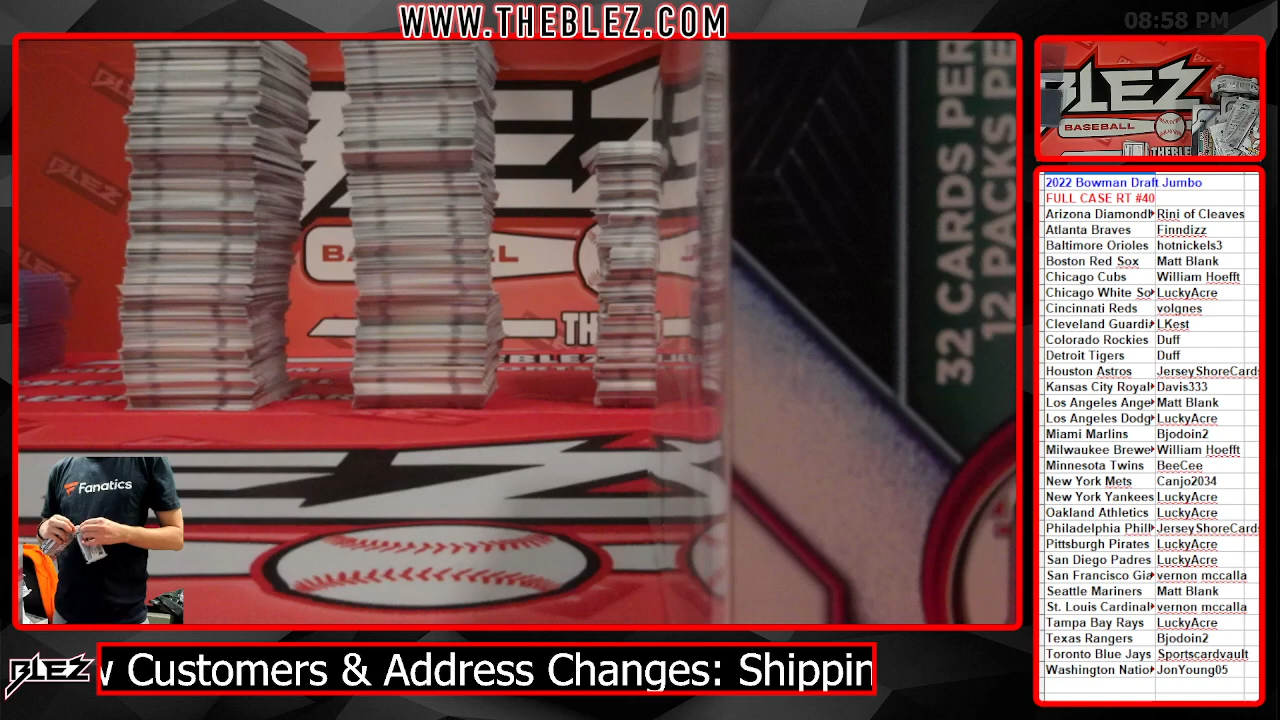 WWW.THEBLEZ.COM
08:58 PM
BLEZ
BASEBALL
THEBLEZ
32 CARDS PER
12 PACKS PE
BA L
TH
Fanatics
2022 Bowman Draft Jumbo
FULL CASE RT #40
Arizona Diamondb Rini of Cleaves
Atlanta Braves Finndizz
Baltimore Orioles hotnickels3
Boston Red Sox Matt Blank
Chicago Cubs William Hoefft
Chicago White So LuckyAcre
Cincinnati Reds volgnes
Cleveland Guardia LKest
Colorado Rockies Duff
Detroit Tigers Duff
Houston Astros JerseyShoreCards
Kansas City Royal Davis333
Los Angeles Ange Matt Blank
Los Angeles Dodg LuckyAcre
Miami Marlins Bjodoin2
Milwaukee Brewe William Hoefft
Minnesota Twins BeeCee
New York Mets Canjo2034
New York Yankees LuckyAcre
Oakland Athletics LuckyAcre
Philadelphia Phill JerseyShoreCards
Pittsburgh Pirates LuckyAcre
San Diego Padres LuckyAcre
San Francisco Gia vernon mccalla
Seattle Mariners Matt Blank
St. Louis Cardinal vernon mccalla
Tampa Bay Rays LuckyAcre
Texas Rangers Bjodoin2
Toronto Blue Jays Sportscardvault
Washington Natio JonYoung05
BLEZ
w Customers & Address Changes: Shippin